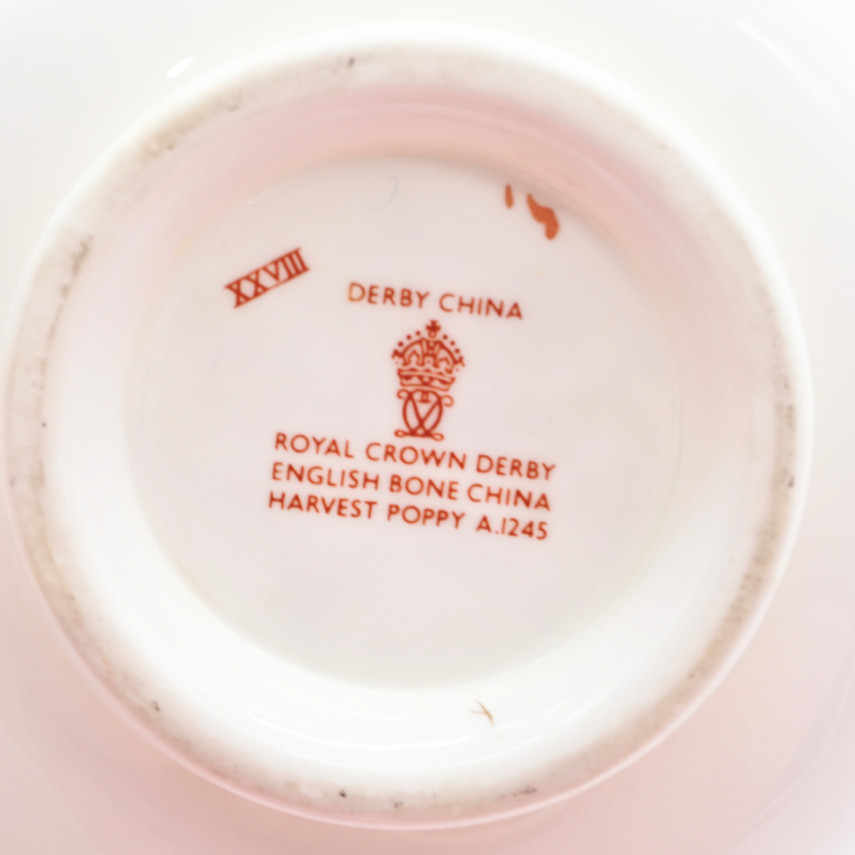 XXVIII
DERBY CHINA
ROYAL CROWN DERBY
ENGLISH BONE CHINA
HARVEST POPPY A.1245